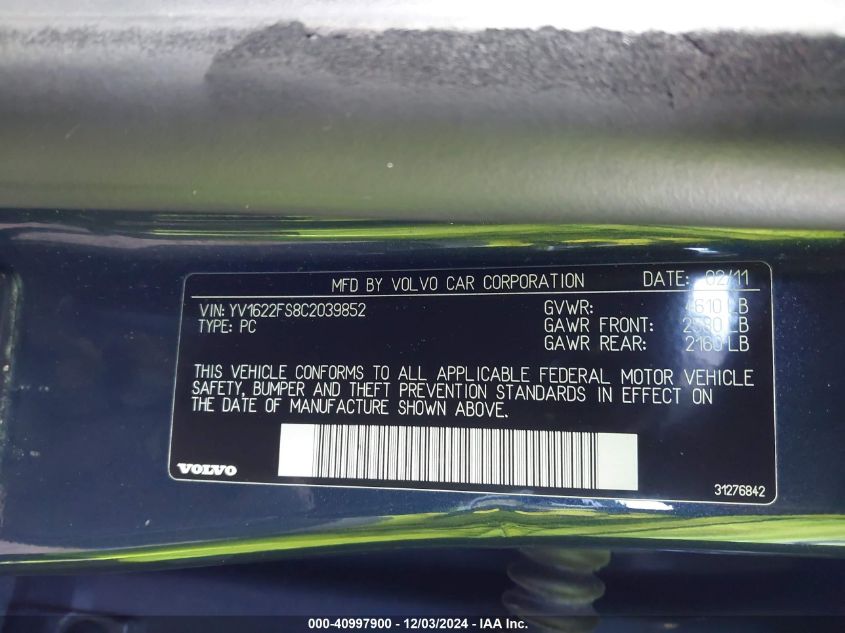 MFD BY VOLVO CAR CORPORATION DATE: 02/11
VIN: YV1622FS8C2039852 GVWR: 4610 LB
TYPE: PC GAWR FRONT: LB
GAWR REAR: 2160 LB
THIS VEHICLE CONFORMS TO ALL APPLICABLE FEDERAL MOTOR VEHICLE
SAFETY, BUMPER AND THEFT PREVENTION STANDARDS IN EFFECT ON
THE DATE OF MANUFACTURE SHOWN ABOVE.
VOLVO
31276842
000-40997900 - 12/03/2024 - IAA Inc.